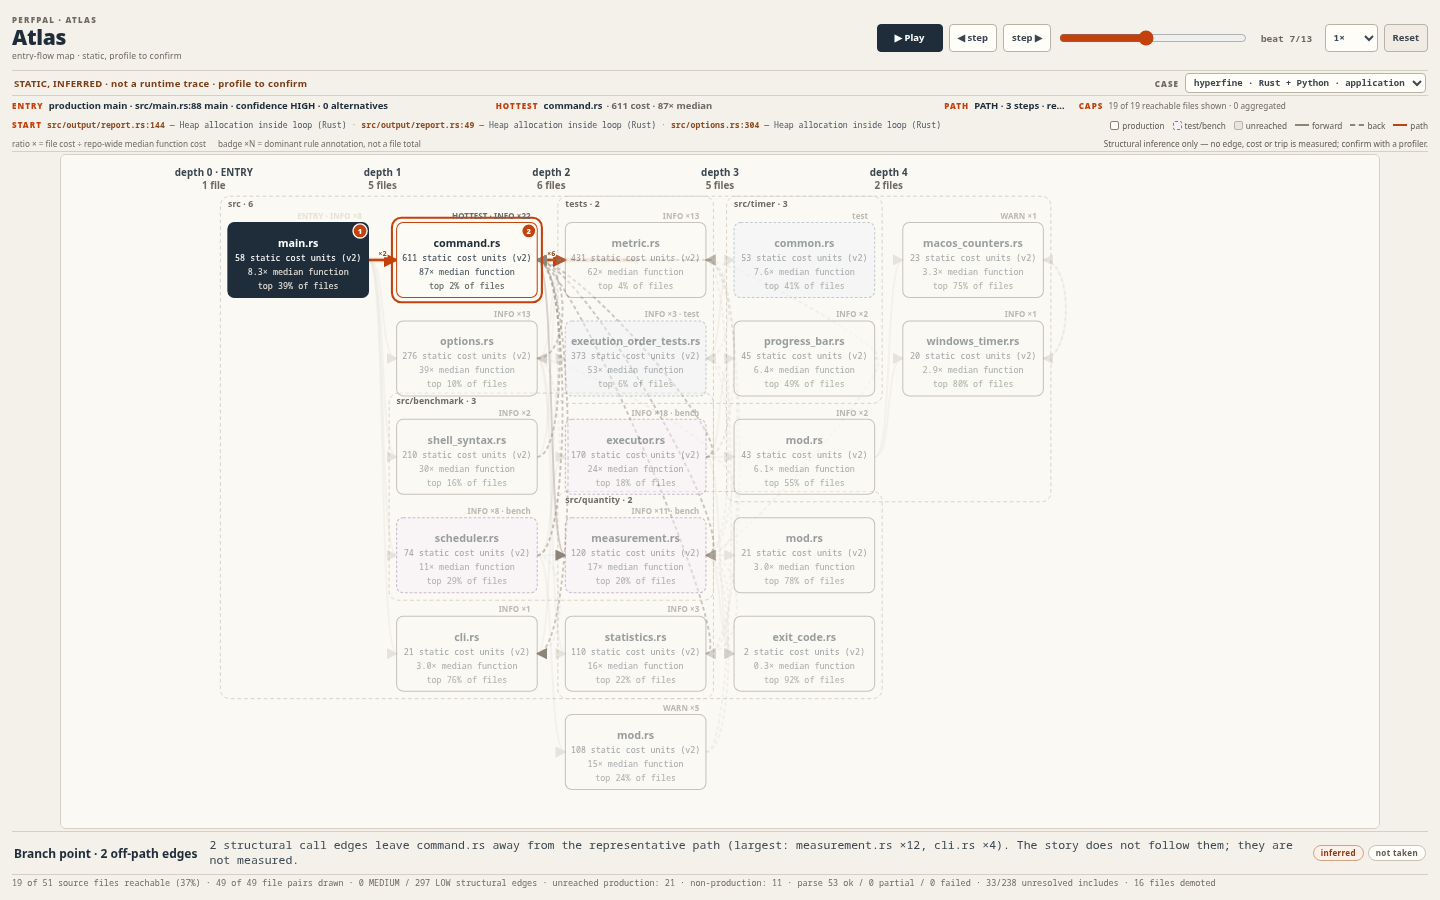 PERFPAL · ATLAS
Atlas
entry-flow map · static, profile to confirm
▶ Play
◀ step
step ▶
beat 7/13
1×
Reset
STATIC, INFERRED · not a runtime trace · profile to confirm
CASE
hyperfine · Rust + Python · application
ENTRY production main · src/main.rs:88 main · confidence HIGH · 0 alternatives
HOTTEST command.rs · 611 cost · 87× median
PATH PATH · 3 steps · re...
CAPS 19 of 19 reachable files shown · 0 aggregated
START src/output/report.rs:144 — Heap allocation inside loop (Rust) · src/output/report.rs:49 — Heap allocation inside loop (Rust) · src/options.rs:304 — Heap allocation inside loop (Rust)
production
test/bench
unreached
forward
back
path
ratio × = file cost ÷ repo-wide median function cost badge ×N = dominant rule annotation, not a file total
Structural inference only — no edge, cost or trip is measured; confirm with a profiler.
depth 0 · ENTRY
1 file
depth 1
5 files
depth 2
6 files
depth 3
5 files
depth 4
2 files
src · 6
tests · 2
src/timer · 3
ENTRY · INFO ×8
main.rs
1
58 static cost units (v2)
8.3× median function
top 39% of files
×2
HOTTEST · INFO ×22
command.rs
2
611 static cost units (v2)
87× median function
top 2% of files
×6
INFO ×13
metric.rs
431 static cost units (v2)
62× median function
top 4% of files
test
common.rs
53 static cost units (v2)
7.6× median function
top 41% of files
WARN ×1
macos_counters.rs
23 static cost units (v2)
3.3× median function
top 75% of files
INFO ×13
options.rs
276 static cost units (v2)
39× median function
top 10% of files
INFO ×3 · test
execution_order_tests.rs
373 static cost units (v2)
53× median function
top 6% of files
INFO ×2
progress_bar.rs
45 static cost units (v2)
6.4× median function
top 49% of files
INFO ×1
windows_timer.rs
20 static cost units (v2)
2.9× median function
top 80% of files
src/benchmark · 3
INFO ×2
shell_syntax.rs
210 static cost units (v2)
30× median function
top 16% of files
INFO ×18 · bench
executor.rs
170 static cost units (v2)
24× median function
top 18% of files
INFO ×2
mod.rs
43 static cost units (v2)
6.1× median function
top 55% of files
src/quantity · 2
INFO ×8 · bench
scheduler.rs
74 static cost units (v2)
11× median function
top 29% of files
INFO ×11 · bench
measurement.rs
120 static cost units (v2)
17× median function
top 20% of files
mod.rs
21 static cost units (v2)
3.0× median function
top 78% of files
INFO ×1
cli.rs
21 static cost units (v2)
3.0× median function
top 76% of files
INFO ×3
statistics.rs
110 static cost units (v2)
16× median function
top 22% of files
exit_code.rs
2 static cost units (v2)
0.3× median function
top 92% of files
WARN ×5
mod.rs
108 static cost units (v2)
15× median function
top 24% of files
Branch point · 2 off-path edges
2 structural call edges leave command.rs away from the representative path (largest: measurement.rs ×12, cli.rs ×4). The story does not follow them; they are
not measured.
inferred
not taken
19 of 51 source files reachable (37%) · 49 of 49 file pairs drawn · 0 MEDIUM / 297 LOW structural edges · unreached production: 21 · non-production: 11 · parse 53 ok / 0 partial / 0 failed · 33/238 unresolved includes · 16 files demoted